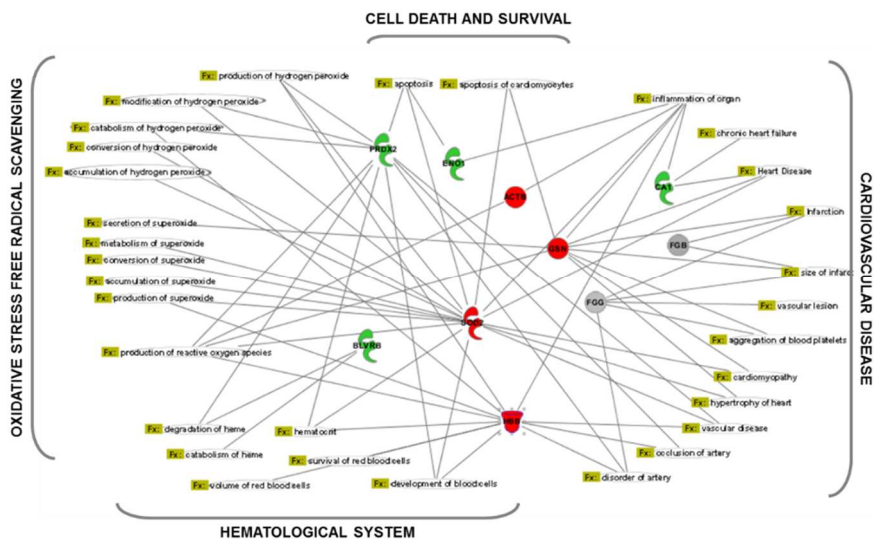 CELL DEATH AND SURVIVAL
OXIDATIVE STRESS FREE RADICAL SCAVENGING
CARDIIOVASCULAR DISEASE
HEMATOLOGICAL SYSTEM
Fx: production of hydrogen peroxide
Fx: modification of hydrogen peroxide
Fx: catabolism of hydrogen peroxide
Fx: conversion of hydrogen peroxide
Fx: accumulation of hydrogen peroxide
Fx: secretion of superoxide
Fx: metabolism of superoxide
Fx: conversion of superoxide
Fx: accumulation of superoxide
Fx: production of superoxide
Fx: production of reactive oxygen species
Fx: degradation of heme
Fx: catabolism of heme
Fx: hematocrit
Fx: survival of red blood cells
Fx: volume of red blood cells
Fx: development of blood cells
Fx: apoptosis
Fx: apoptosis of cardiomyocytes
Fx: inflammation of organ
Fx: chronic heart failure
Fx: Heart Disease
Fx: Infarction
Fx: size of infarc
Fx: vascular lesion
Fx: aggregation of blood platelets
Fx: cardiomyopathy
Fx: hypertrophy of heart
Fx: vascular disease
Fx: occlusion of artery
Fx: disorder of artery
PRDX2
ENO1
ACTB
CA1
GSN
FGB
FGG
SOD2
BLVRB
HBB